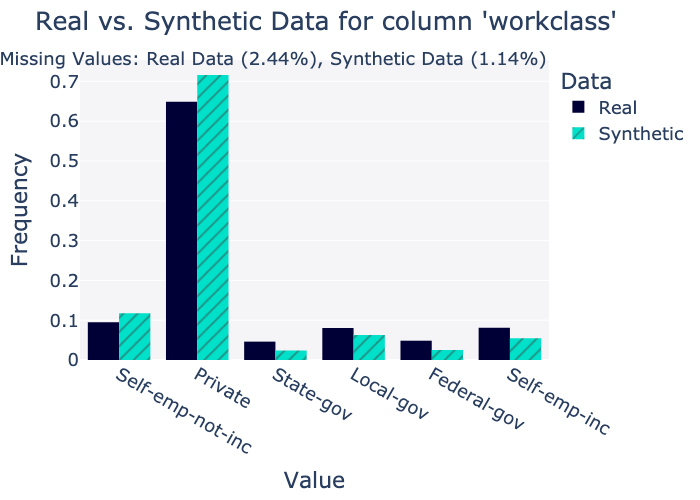 Real vs. Synthetic Data for column 'workclass'
Missing Values: Real Data (2.44%), Synthetic Data (1.14%)
Data
Real
Synthetic
Frequency
0.7
0.6
0.5
0.4
0.3
0.2
0.1
0
Self-emp-not-inc
Private
State-gov
Local-gov
Federal-gov
Self-emp-inc
Value